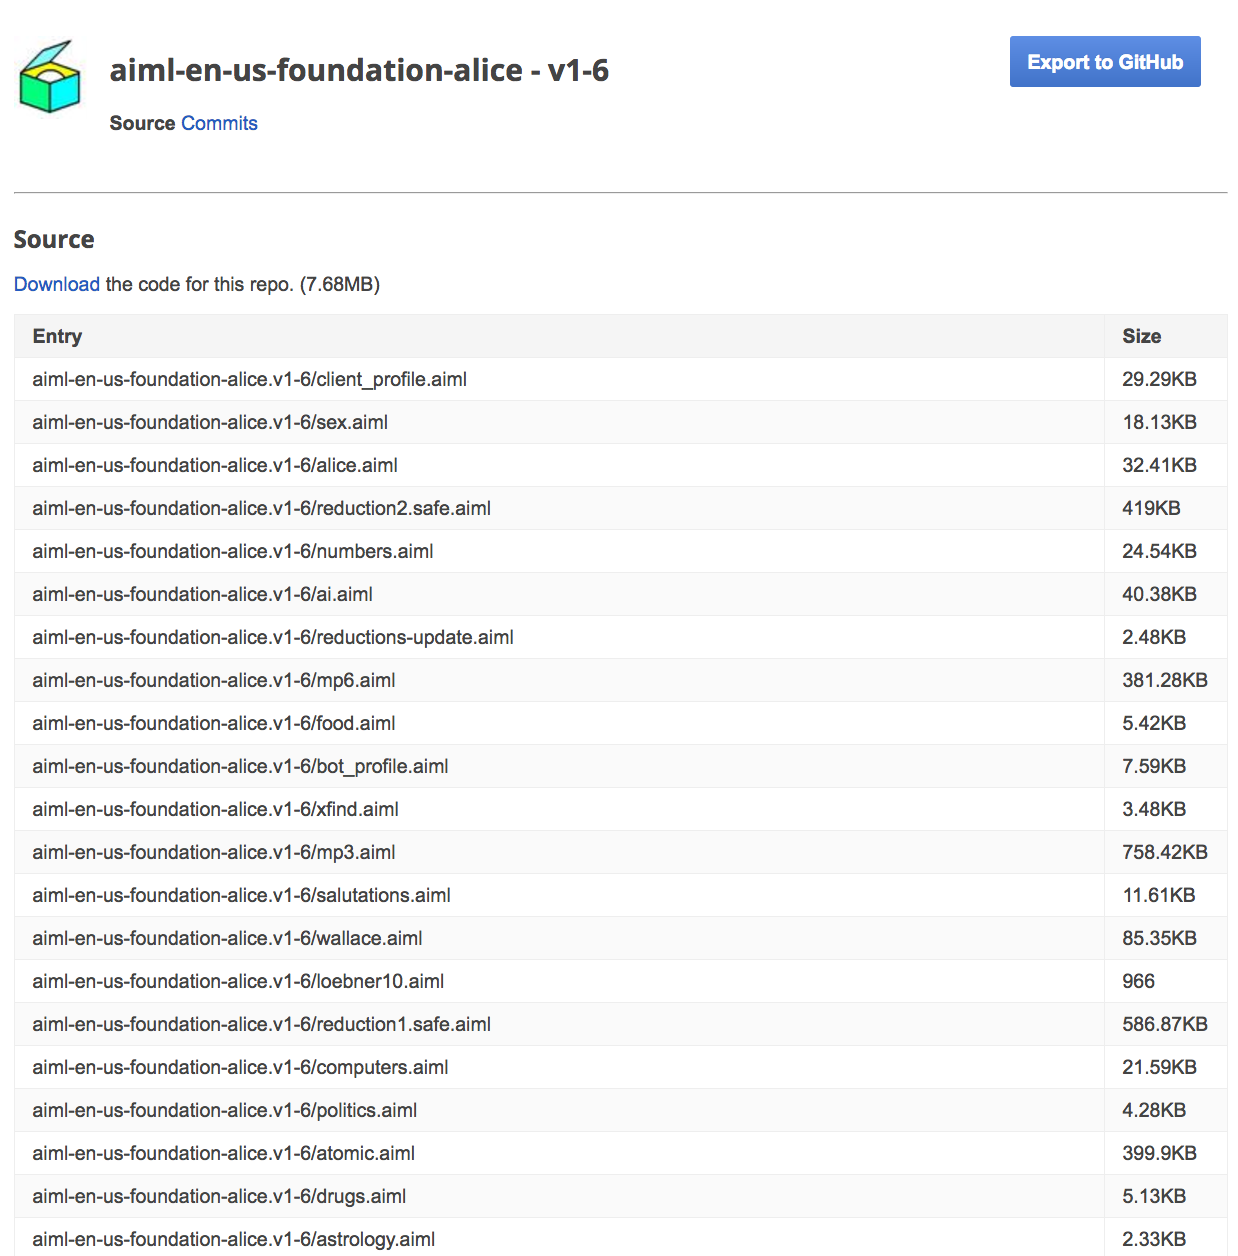 aiml-en-us-foundation-alice - v1-6
Export to GitHub
Source Commits
Source
Download the code for this repo. (7.68MB)
Entry Size
aiml-en-us-foundation-alice.v1-6/client_profile.aiml 29.29KB
aiml-en-us-foundation-alice.v1-6/sex.aiml 18.13KB
aiml-en-us-foundation-alice.v1-6/alice.aiml 32.41KB
aiml-en-us-foundation-alice.v1-6/reduction2.safe.aiml 419KB
aiml-en-us-foundation-alice.v1-6/numbers.aiml 24.54KB
aiml-en-us-foundation-alice.v1-6/ai.aiml 40.38KB
aiml-en-us-foundation-alice.v1-6/reductions-update.aiml 2.48KB
aiml-en-us-foundation-alice.v1-6/mp6.aiml 381.28KB
aiml-en-us-foundation-alice.v1-6/food.aiml 5.42KB
aiml-en-us-foundation-alice.v1-6/bot_profile.aiml 7.59KB
aiml-en-us-foundation-alice.v1-6/xfind.aiml 3.48KB
aiml-en-us-foundation-alice.v1-6/mp3.aiml 758.42KB
aiml-en-us-foundation-alice.v1-6/salutations.aiml 11.61KB
aiml-en-us-foundation-alice.v1-6/wallace.aiml 85.35KB
aiml-en-us-foundation-alice.v1-6/loebner10.aiml 966
aiml-en-us-foundation-alice.v1-6/reduction1.safe.aiml 586.87KB
aiml-en-us-foundation-alice.v1-6/computers.aiml 21.59KB
aiml-en-us-foundation-alice.v1-6/politics.aiml 4.28KB
aiml-en-us-foundation-alice.v1-6/atomic.aiml 399.9KB
aiml-en-us-foundation-alice.v1-6/drugs.aiml 5.13KB
aiml-en-us-foundation-alice.v1-6/astrology.aiml 2.33KB